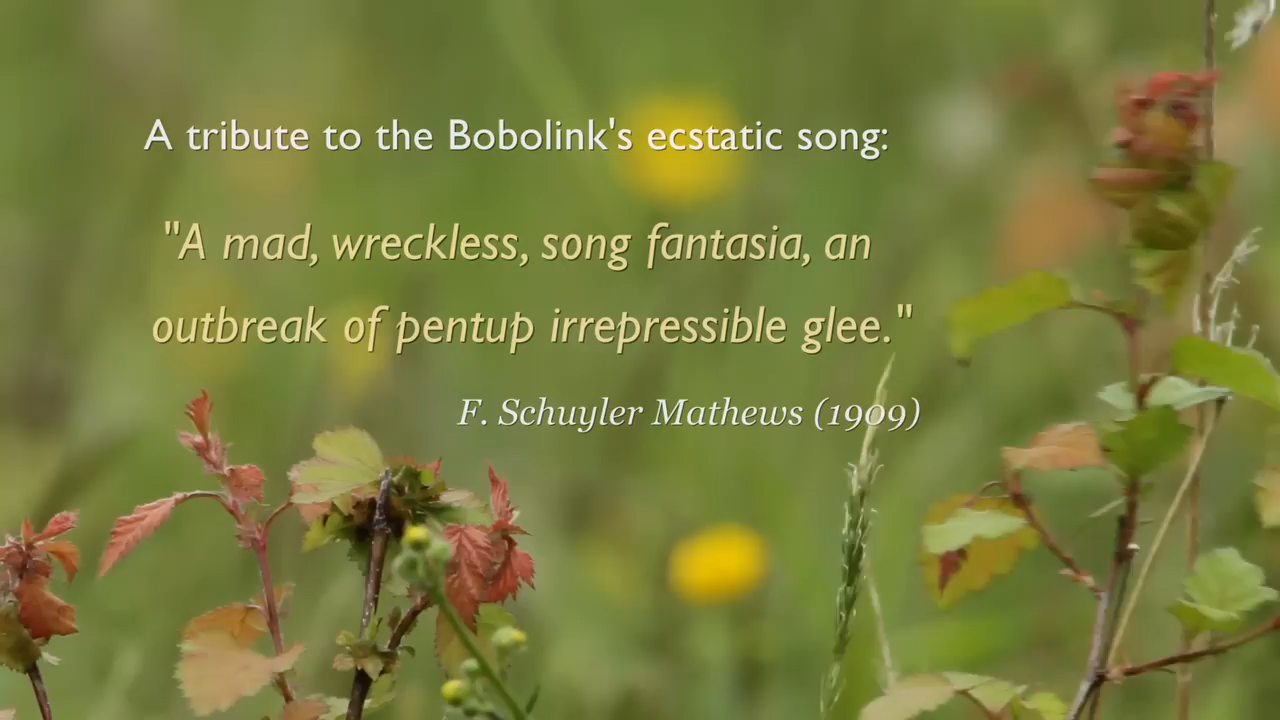 A tribute to the Bobolink's ecstatic song:
"A mad, wreckless, song fantasia, an
outbreak of pentup irrepressible glee."
F. Schuyler Mathews (1909)